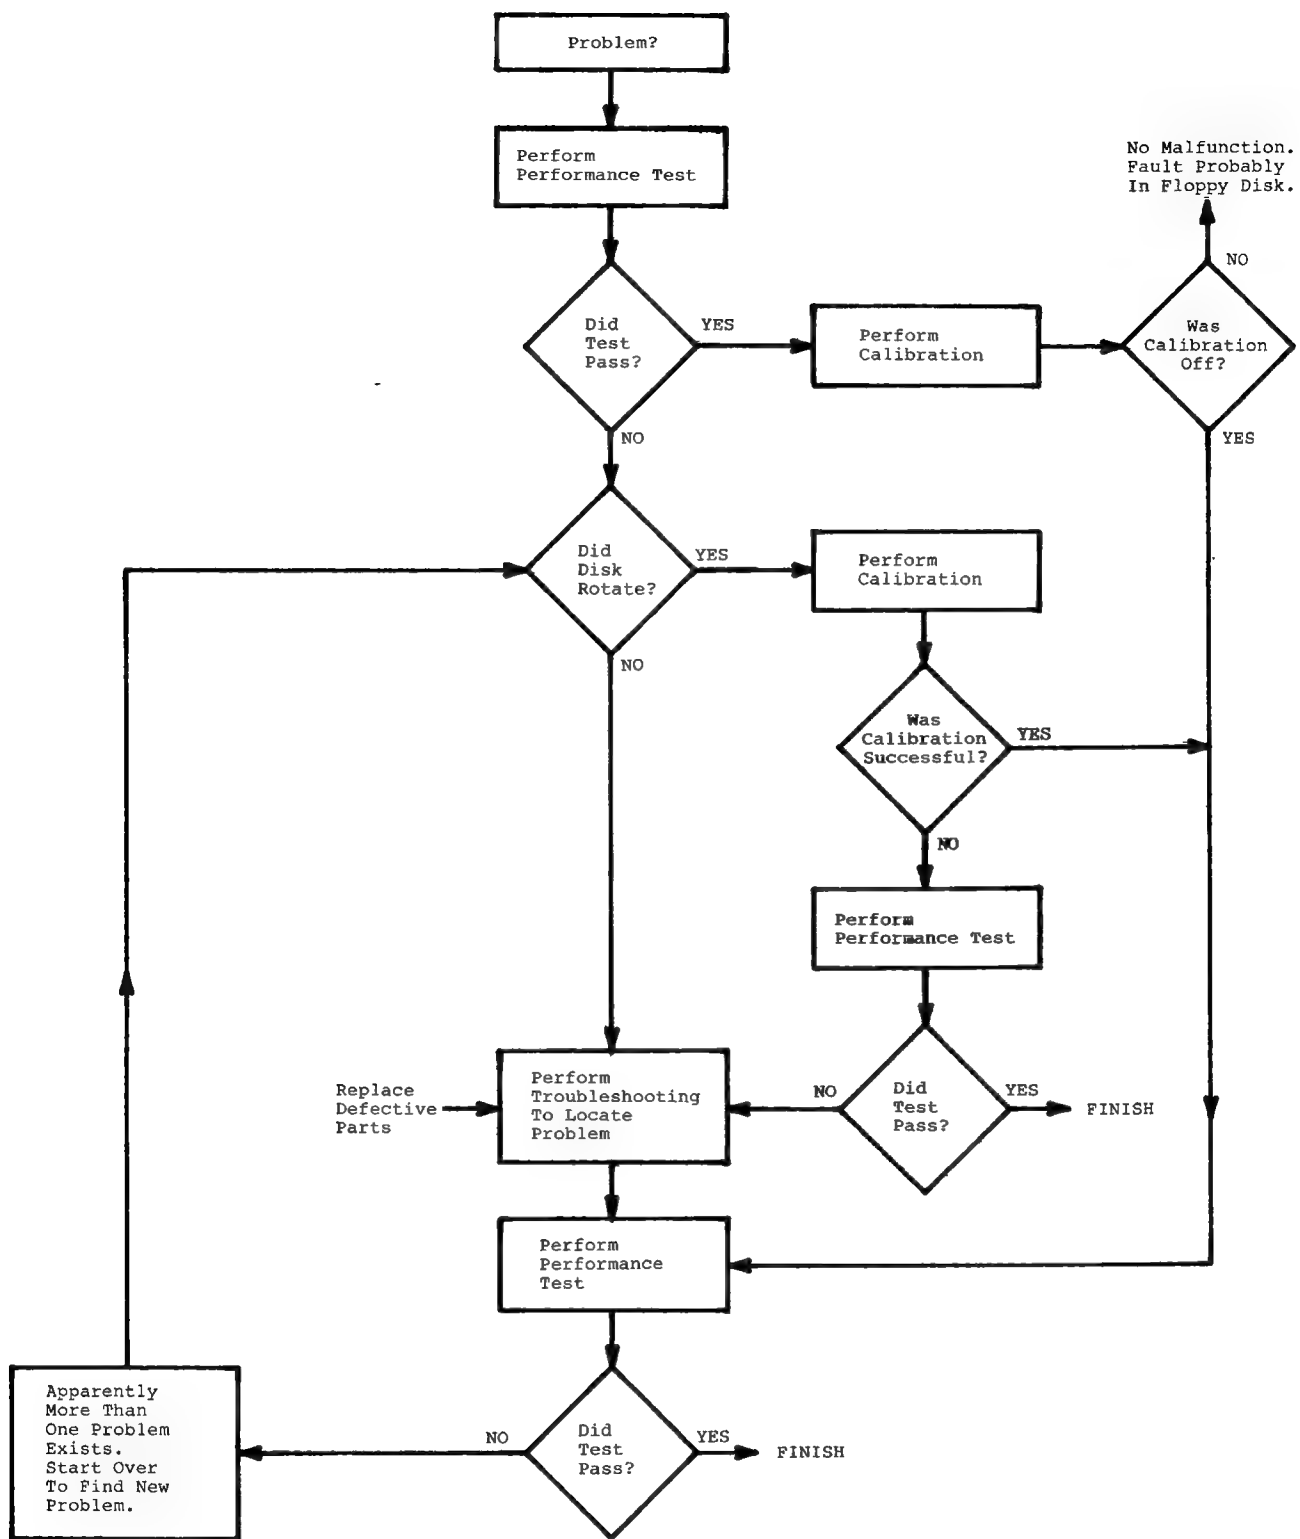 Problem?
Perform
Performance Test
No Malfunction.
Fault Probably
In Floppy Disk.
NO
Did
Test
Pass?
YES
Perform
Calibration
Was
Calibration
Off?
NO
YES
Did
Disk
Rotate?
YES
Perform
Calibration
NO
Was
Calibration
Successful?
YES
NO
Perform
Performance Test
Replace
Defective
Parts
Perform
Troubleshooting
To Locate
Problem
NO
Did
Test
Pass?
YES
FINISH
Perform
Performance
Test
Apparently
More Than
One Problem
Exists.
Start Over
To Find New
Problem.
NO
Did
Test
Pass?
YES
FINISH